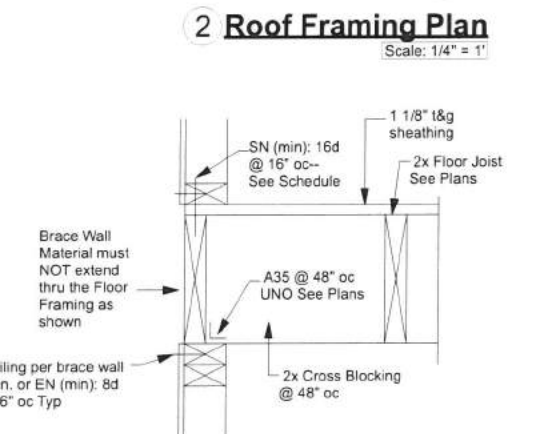 2 Roof Framing Plan
Scale: 1/4" = 1'
1 1/8" t&g
sheathing
SN (min): 16d
@ 16" oc--
See Schedule
2x Floor Joist
See Plans
Brace Wall
Material must
NOT extend
thru the Floor
Framing as
shown
A35 @ 48" oc
UNO See Plans
iling per brace wall
n. or EN (min): 8d
6" oc Typ
2x Cross Blocking
@ 48" oc